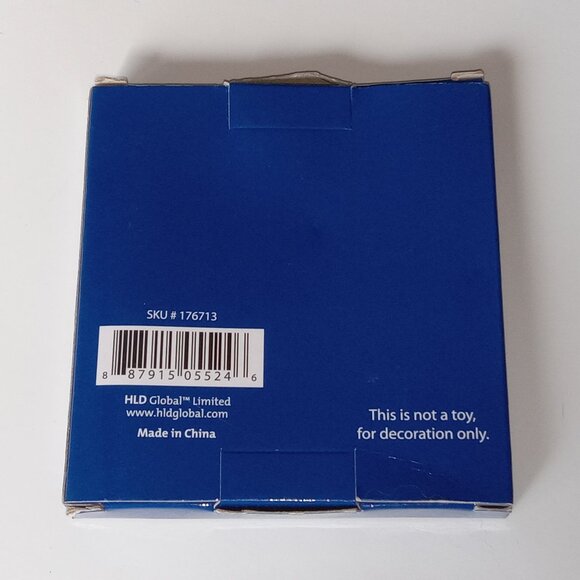 SKU # 176713
8 87915 05524 6
HLD Global™ Limited
www.hldglobal.com
Made in China
This is not a toy,
for decoration only.